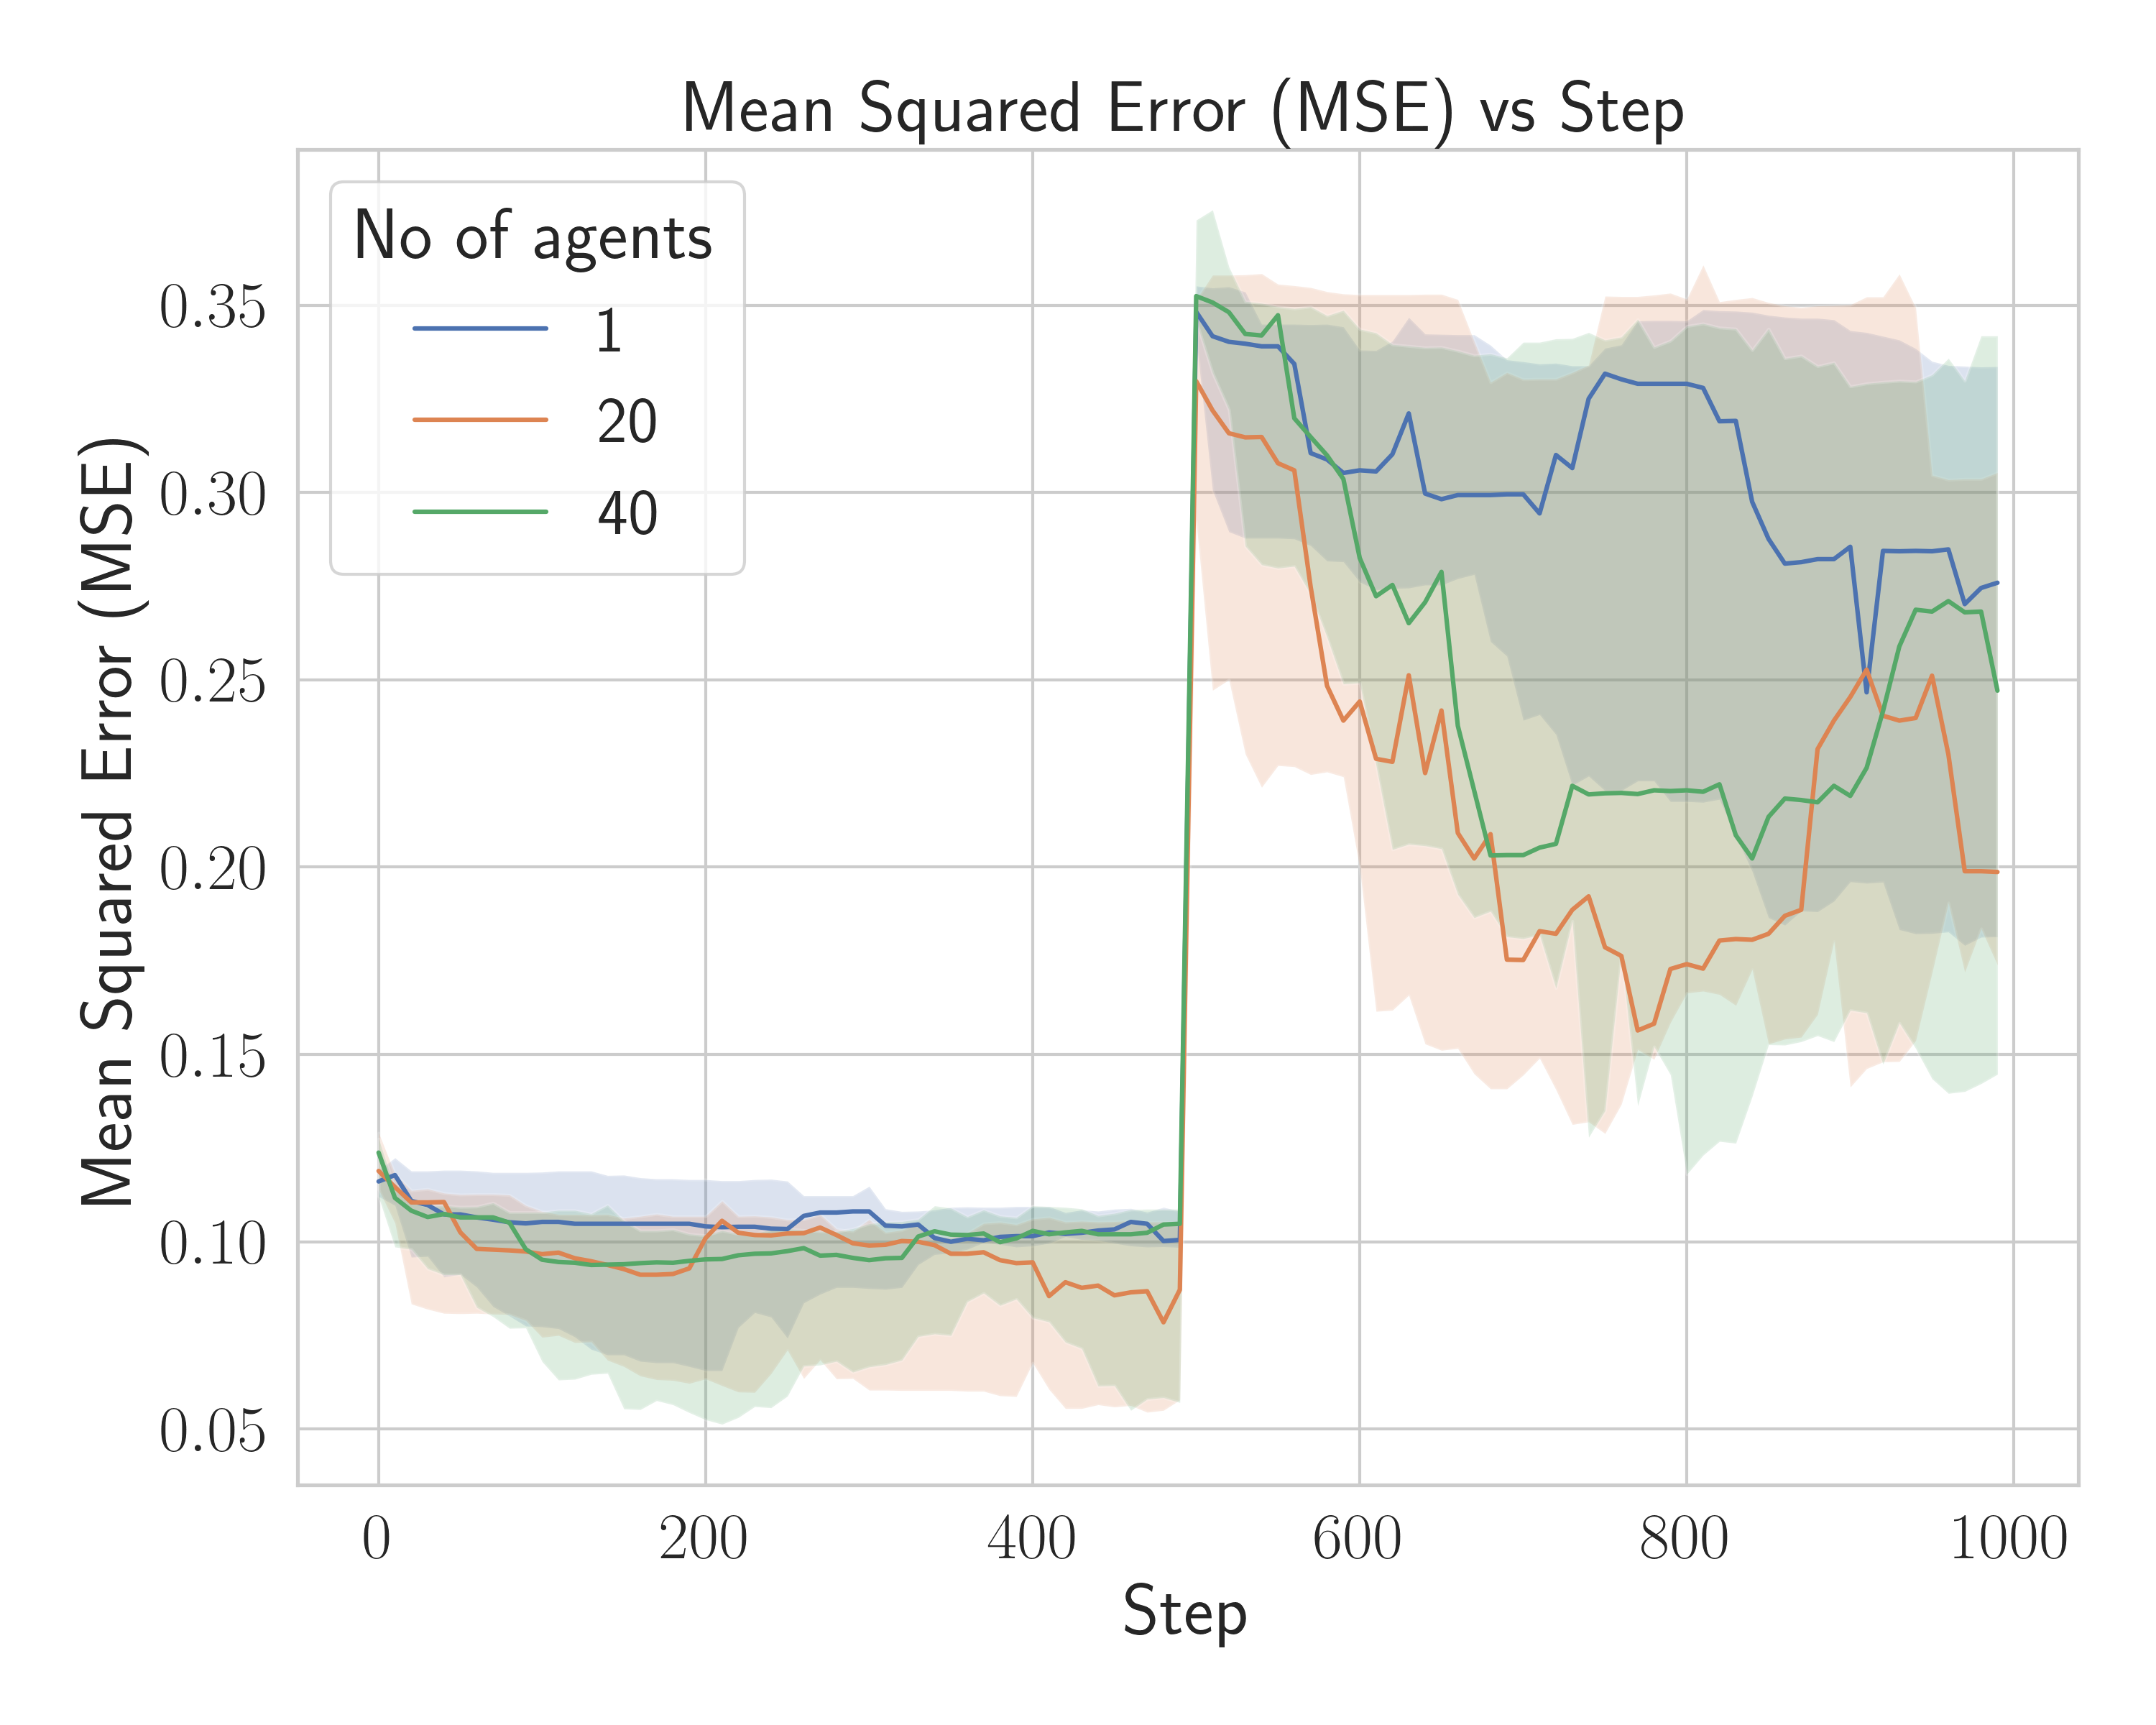 Mean Squared Error (MSE) vs Step
No of agents
1
20
40
Mean Squared Error (MSE)
0.35
0.30
0.25
0.20
0.15
0.10
0.05
0 200 400 600 800 1000
Step